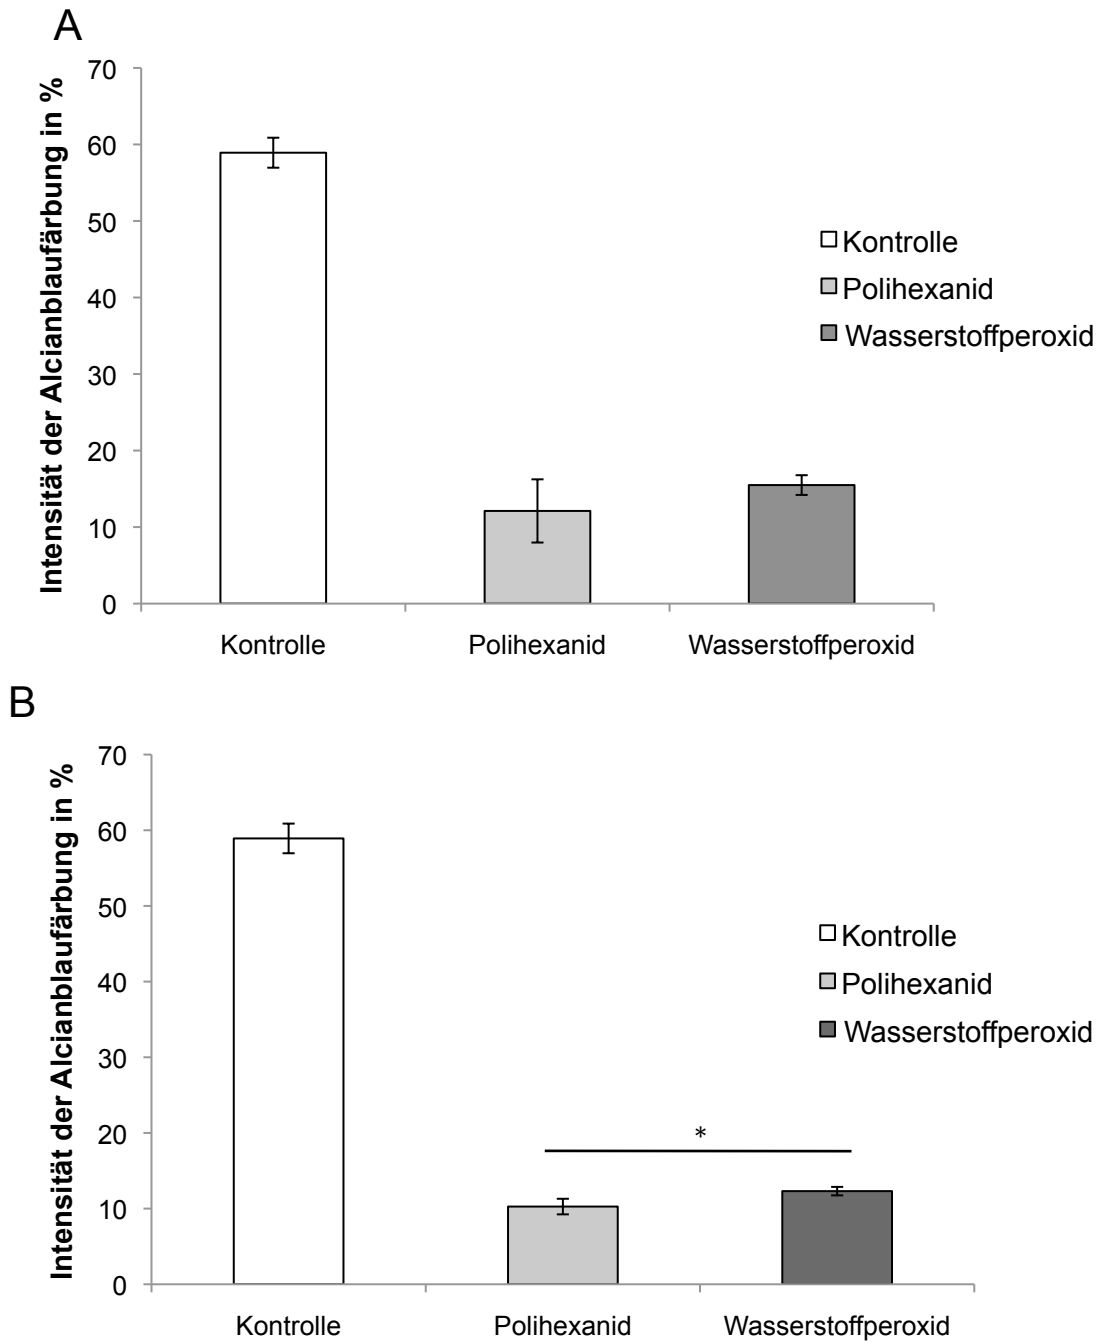 A
Intensität der Alcianblaufärbung in %
70
60
50
40
30
20
10
0
Kontrolle
Polihexanid
Wasserstoffperoxid
Kontrolle Polihexanid Wasserstoffperoxid
B
Intensität der Alcianblaufärbung in %
70
60
50
40
30
20
10
0
Kontrolle
Polihexanid
Wasserstoffperoxid
*
Kontrolle Polihexanid Wasserstoffperoxid